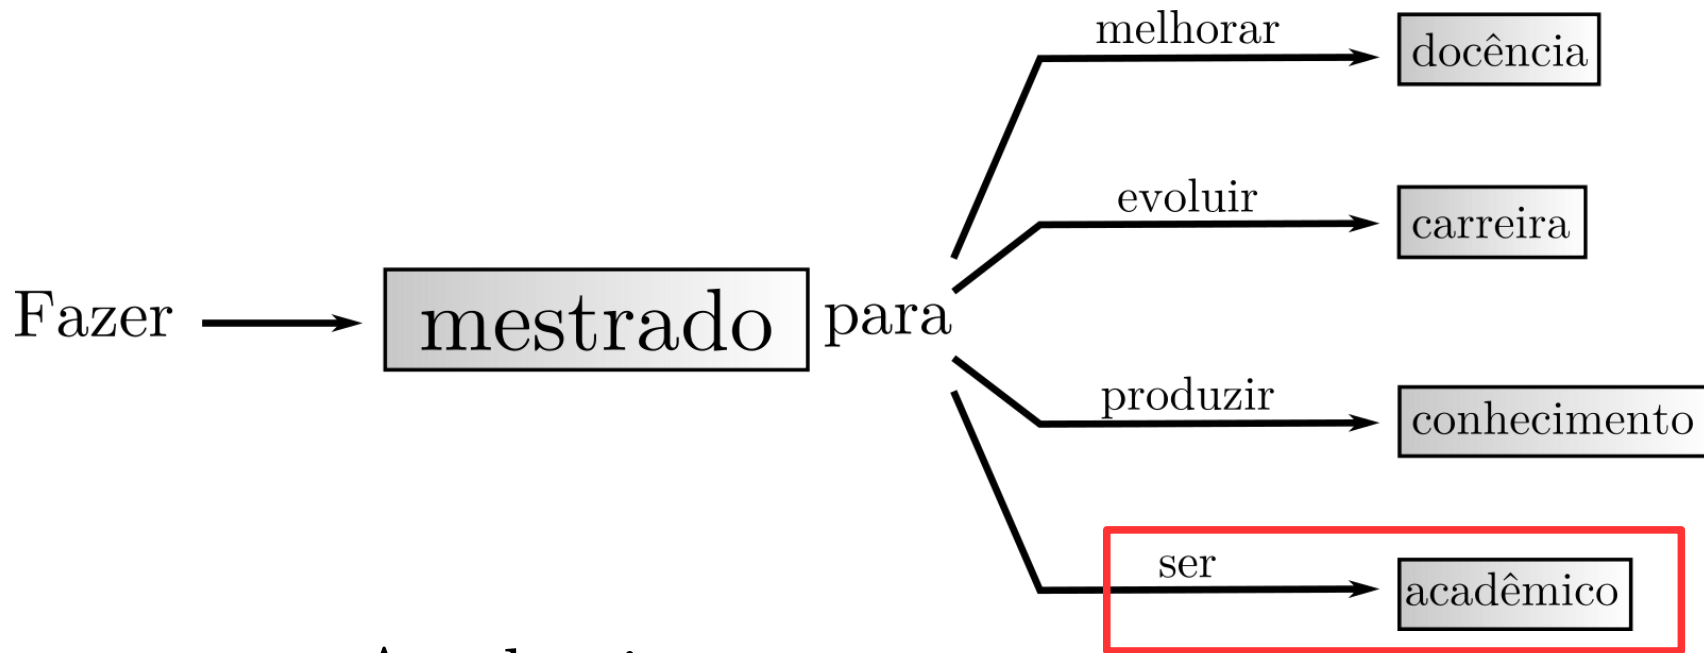 melhorar
docência
evoluir
carreira
Fazer
mestrado
para
produzir
conhecimento
ser
acadêmico